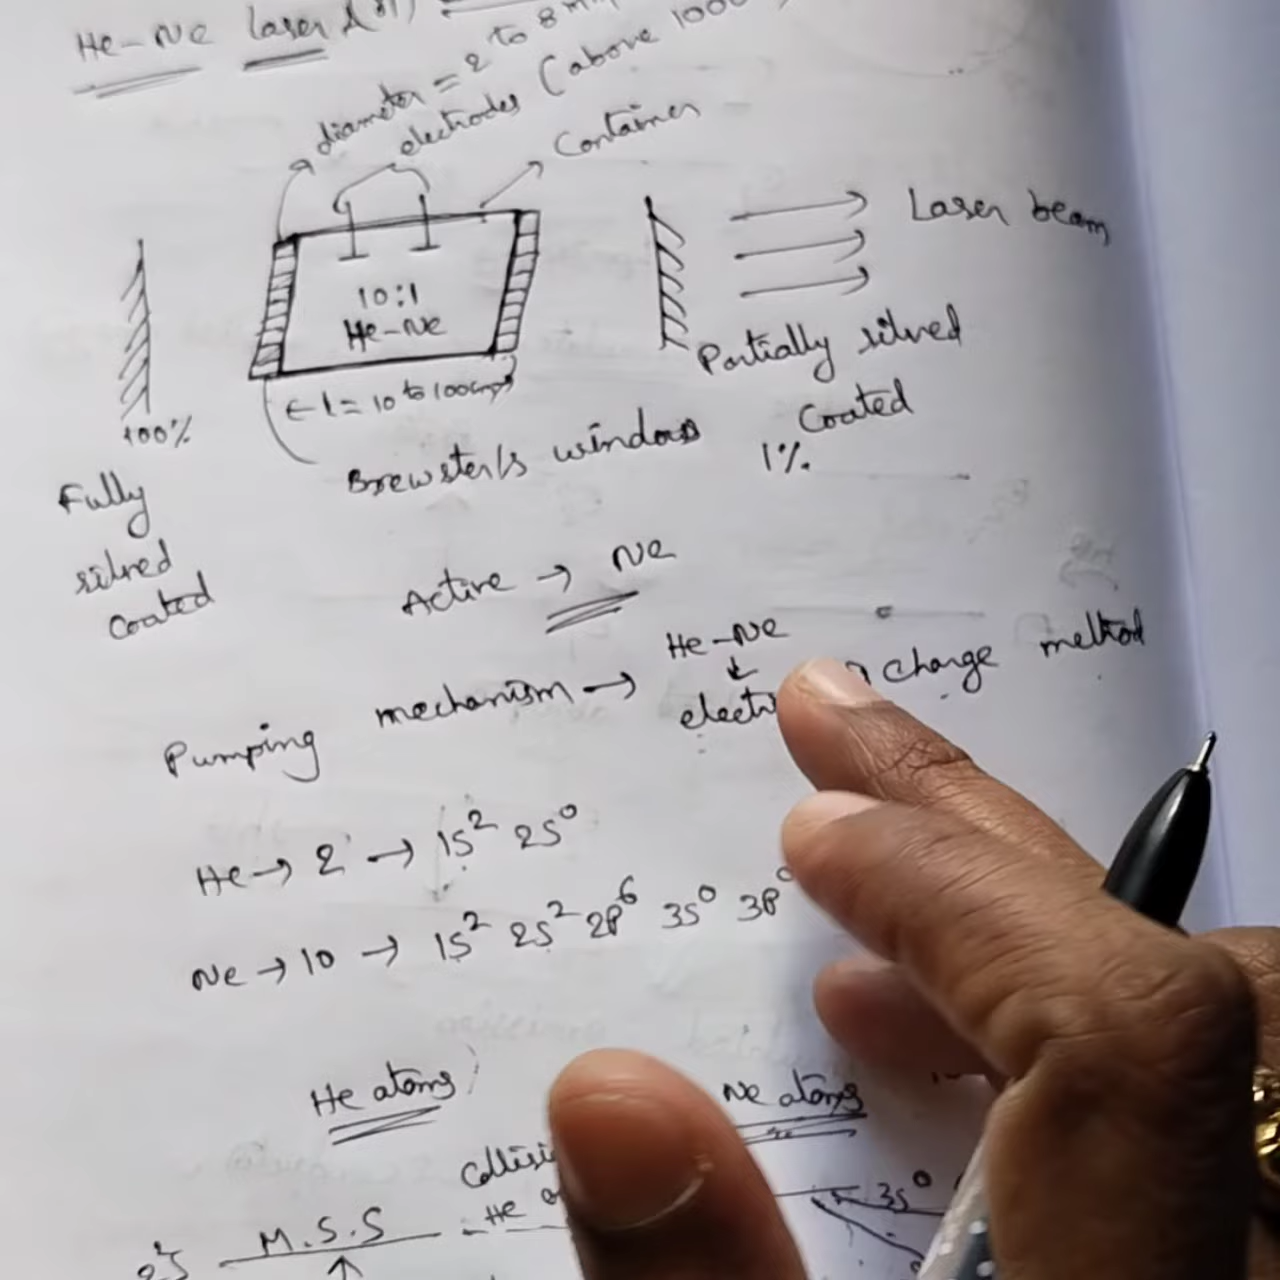 He-Ne laser
diameter = 2 to 8
electrodes (above 1000
Container
Laser beam
10:1
He-Ne
l = 10 to 100cm
100%
Fully
silved
Coated
Brewster's window
Partially silved
Coated
1%
Active → Ne
He-Ne
Pumping mechanism → charge method
He → 2 → 1s² 2s⁰
Ne → 10 → 1s² 2s² 2p⁶ 3s⁰ 3p⁰
He atoms
Ne atoms
He
M.S.S
3s⁰